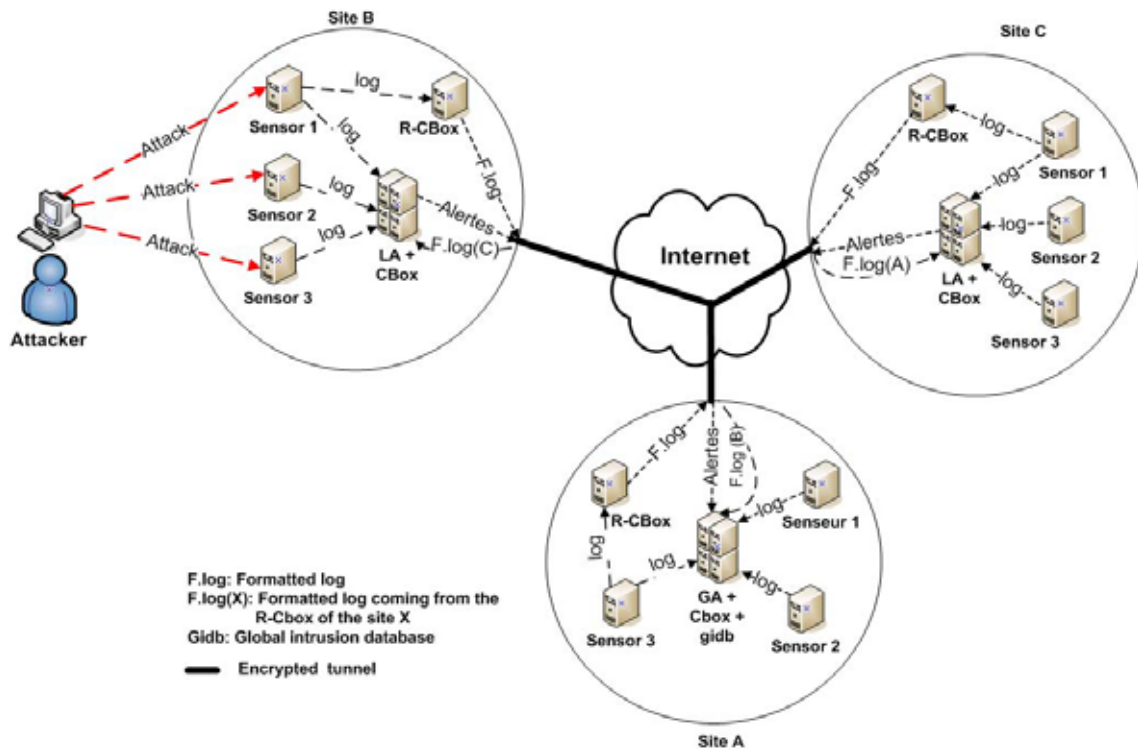 Site B
log
Sensor 1
R-CBox
log
F.log
Attack
Attack
Attack
Sensor 2
log
Alertes
F.log(C)
log
LA +
CBox
Sensor 3
Attacker
Internet
Site C
R-CBox
log
Sensor 1
F.log
log
Alertes
F.log(A)
log
Sensor 2
LA +
CBox
log
Sensor 3
F.log
Alertes
F.log (B)
R-CBox
log
Senseur 1
log
log
log
Sensor 3
GA +
Cbox +
gidb
Sensor 2
Site A
F.log: Formatted log
F.log(X): Formatted log coming from the
R-Cbox of the site X
Gidb: Global intrusion database
Encrypted tunnel